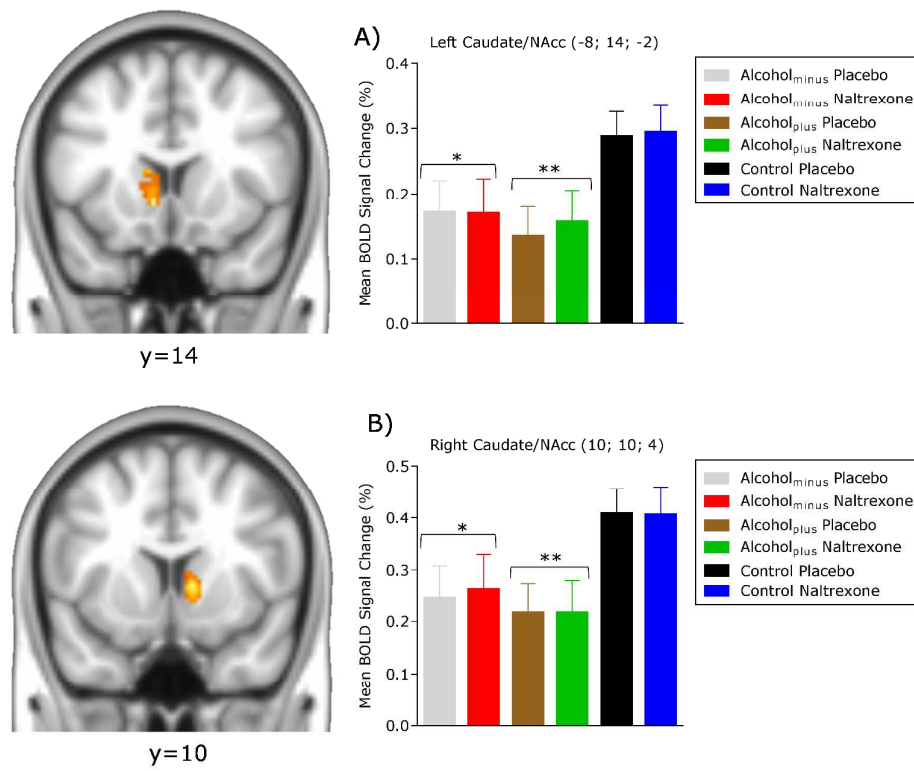 A)
Left Caudate/NAcc (-8; 14; -2)
Mean BOLD Signal Change (%)
0.4
0.3
0.2
0.1
0.0
*
**
Alcoholminus Placebo
Alcoholminus Naltrexone
Alcoholplus Placebo
Alcoholplus Naltrexone
Control Placebo
Control Naltrexone
y=14
B)
Right Caudate/NAcc (10; 10; 4)
Mean BOLD Signal Change (%)
0.5
0.4
0.3
0.2
0.1
0.0
*
**
Alcoholminus Placebo
Alcoholminus Naltrexone
Alcoholplus Placebo
Alcoholplus Naltrexone
Control Placebo
Control Naltrexone
y=10